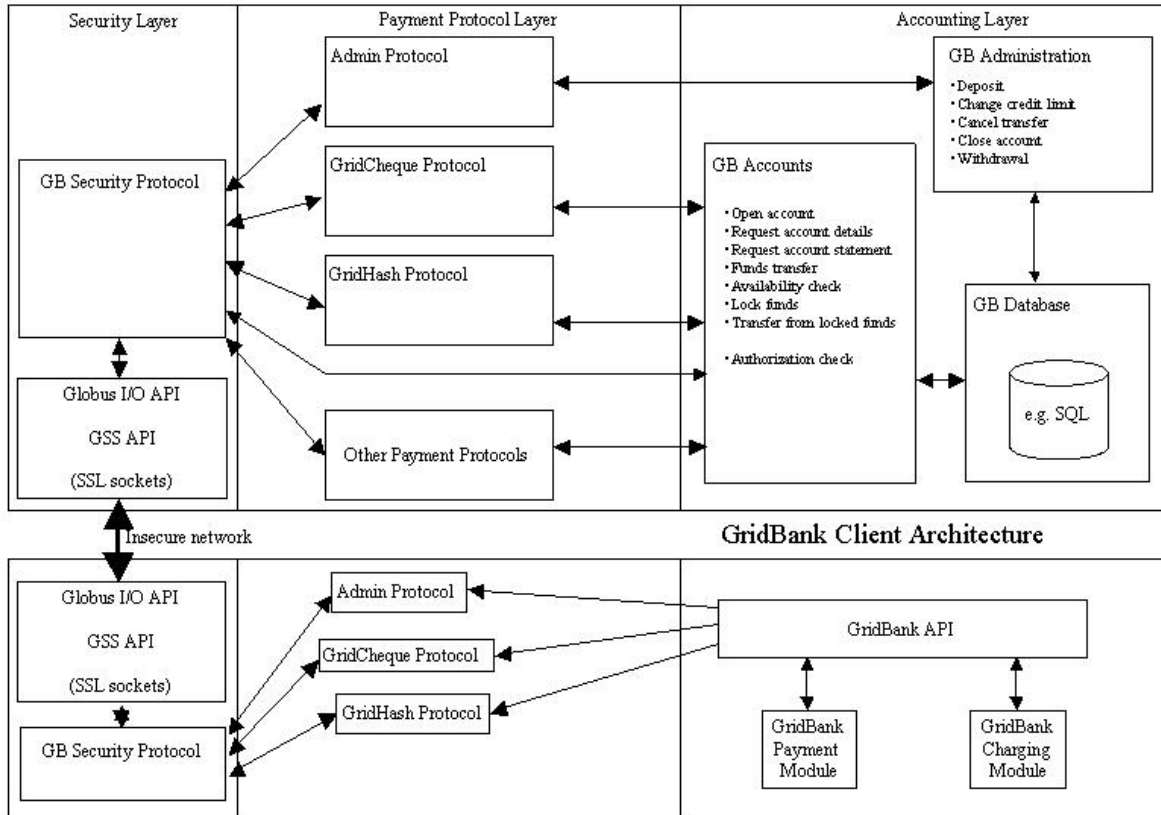 Security Layer
Payment Protocol Layer
Accounting Layer
Admin Protocol
GB Administration
• Deposit
• Change credit limit
• Cancel transfer
• Close account
• Withdrawal
GB Security Protocol
GridCheque Protocol
GB Accounts
• Open account
• Request account details
• Request account statement
• Funds transfer
• Availability check
• Lock funds
• Transfer from locked funds
• Authorization check
GridHash Protocol
GB Database
e.g. SQL
Globus I/O API
GSS API
(SSL sockets)
Other Payment Protocols
Insecure network
GridBank Client Architecture
Globus I/O API
GSS API
(SSL sockets)
GB Security Protocol
Admin Protocol
GridCheque Protocol
GridHash Protocol
GridBank API
GridBank
Payment
Module
GridBank
Charging
Module